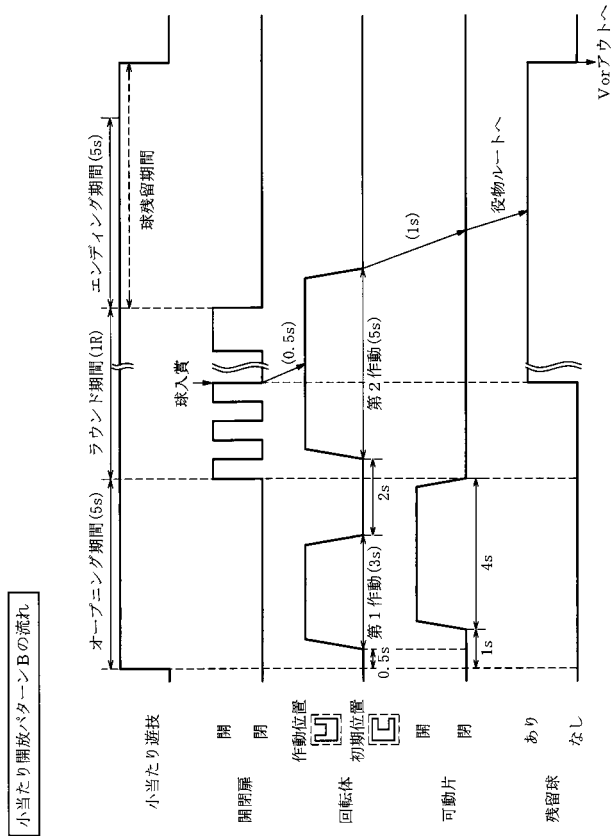 小当たり開放パターンBの流れ
オープニング期間(5s)
ラウンド期間(1R)
エンディング期間(5s)
球残留期間
小当たり遊技
球入賞
開閉扉
開
閉
(0.5s)
回転体
作動位置
初期位置
0.5s
第1作動(3s)
2s
第2作動(5s)
(1s)
可動片
開
閉
1s
4s
役物ルートへ
残留球
あり
なし
Vorアウトへ